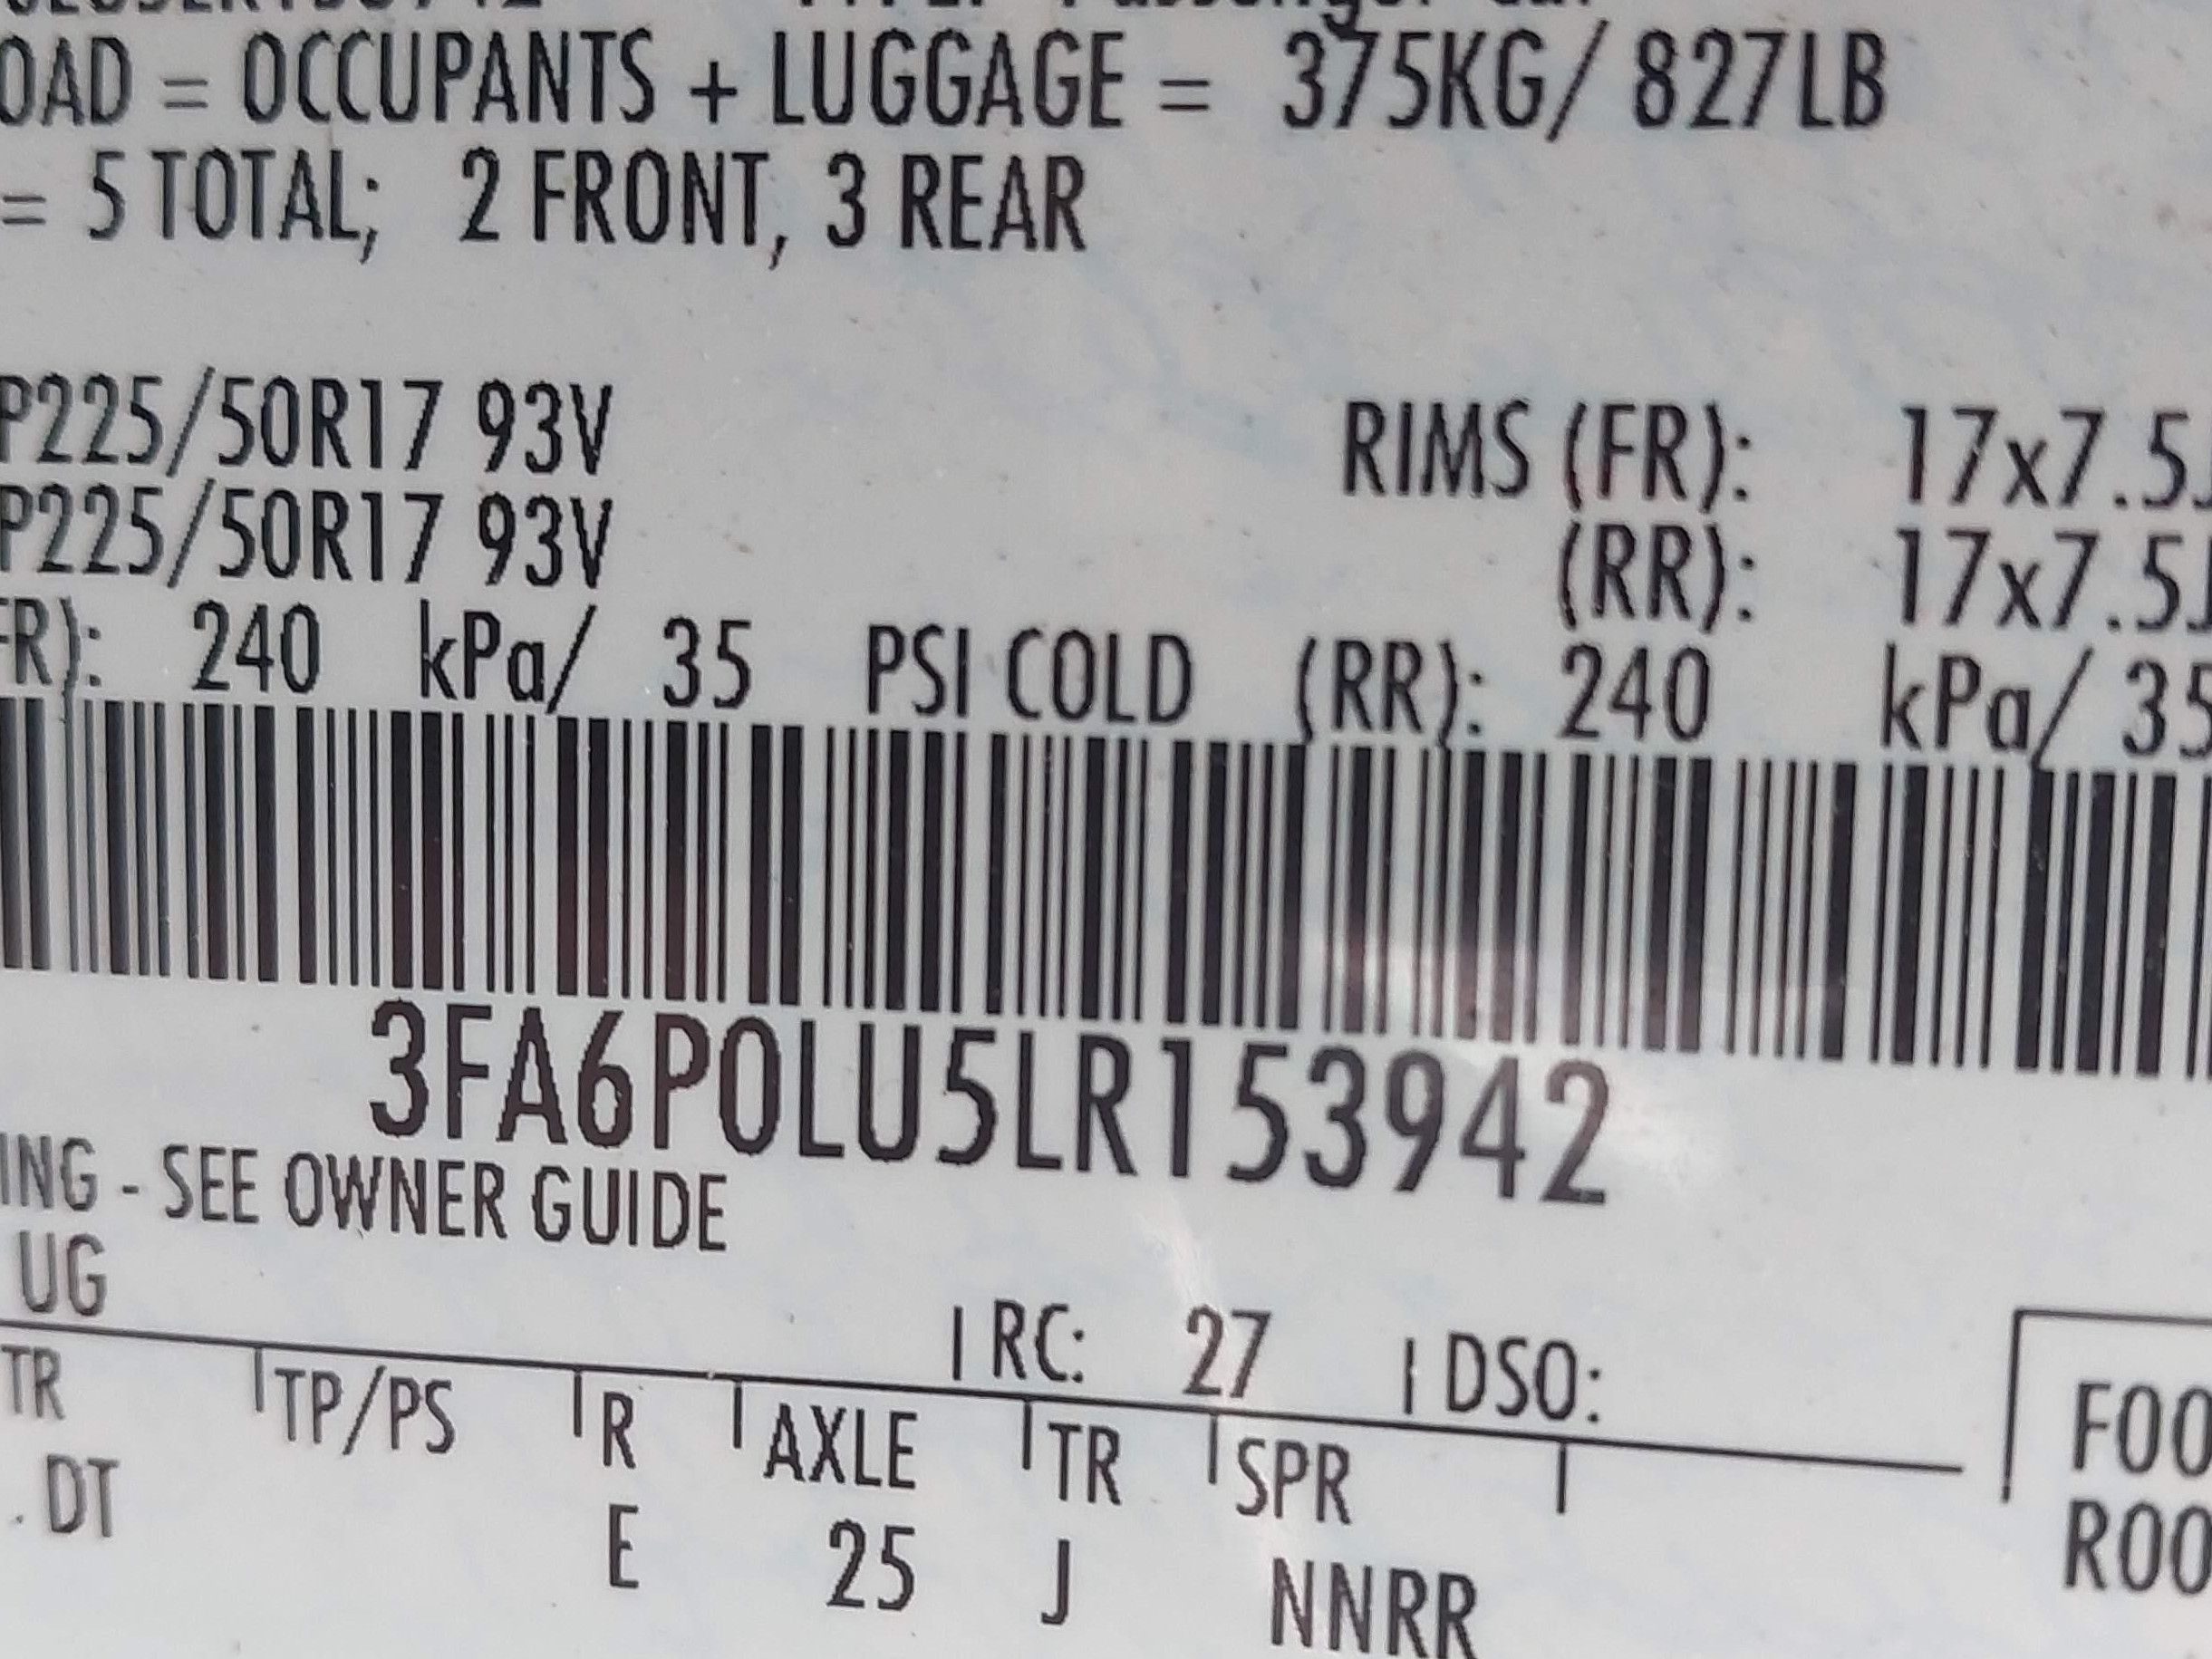 OAD = OCCUPANTS + LUGGAGE = 375KG/ 827LB
= 5 TOTAL; 2 FRONT, 3 REAR
P225/50R17 93V RIMS (FR): 17x7.5J
P225/50R17 93V (RR): 17x7.5J
FR): 240 kPa/ 35 PSI COLD (RR): 240 kPa/ 35
3FA6P0LU5LR153942
ING - SEE OWNER GUIDE
UG
I RC: 27 I DSO:
TR TP/PS R AXLE TR SPR F00
. DT E 25 J NNRR R00